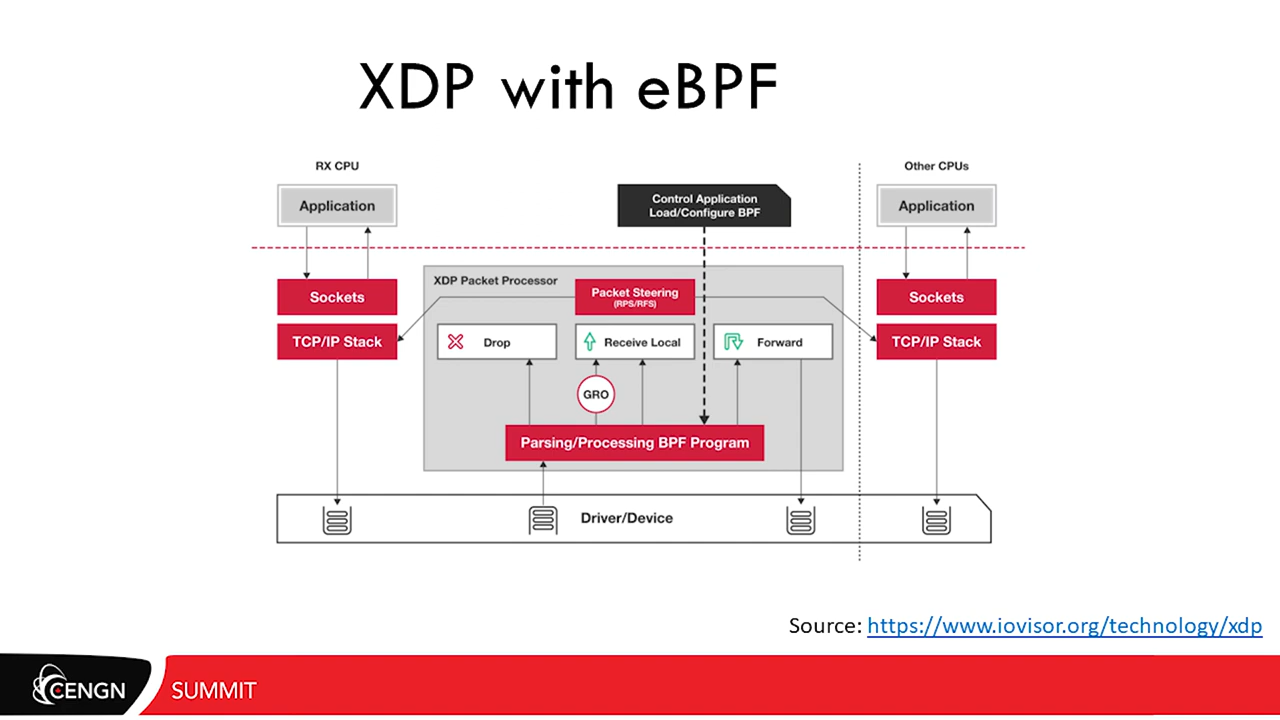 XDP with eBPF
RX CPU
Other CPUs
Application
Control Application
Load/Configure BPF
Application
XDP Packet Processor
Sockets
Packet Steering
(RPS/RFS)
Sockets
TCP/IP Stack
Drop
Receive Local
Forward
TCP/IP Stack
GRO
Parsing/Processing BPF Program
Driver/Device
Source: https://www.iovisor.org/technology/xdp
CENGN
SUMMIT